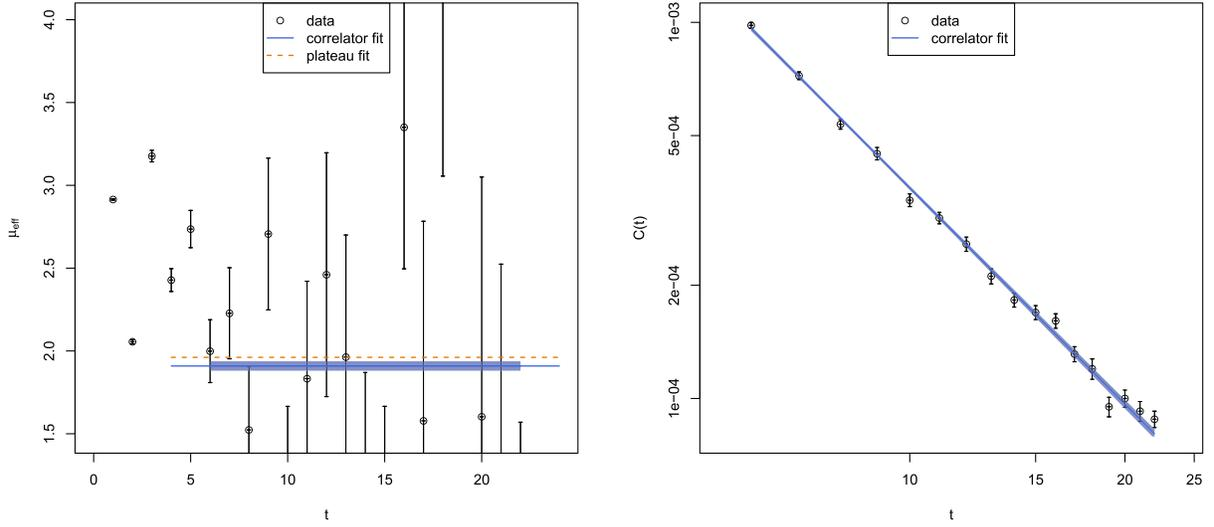 data
correlator fit
plateau fit
4.0
3.5
3.0
2.5
2.0
1.5
μeff
0 5 10 15 20
t
data
correlator fit
1e−03
5e−04
2e−04
1e−04
C(t)
10 15 20 25
t